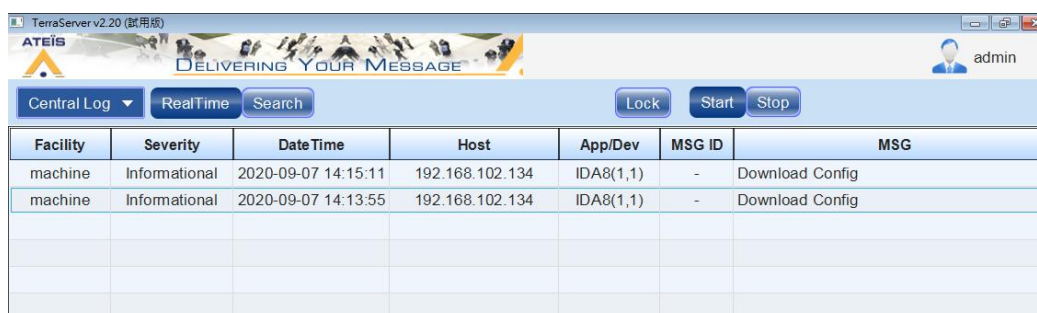 TerraServer v2.20 (試用版)
ATEÏS
DELIVERING YOUR MESSAGE
admin
Central Log RealTime Search Lock Start Stop
Facility Severity DateTime Host App/Dev MSG ID MSG
machine Informational 2020-09-07 14:15:11 192.168.102.134 IDA8(1,1) - Download Config
machine Informational 2020-09-07 14:13:55 192.168.102.134 IDA8(1,1) - Download Config